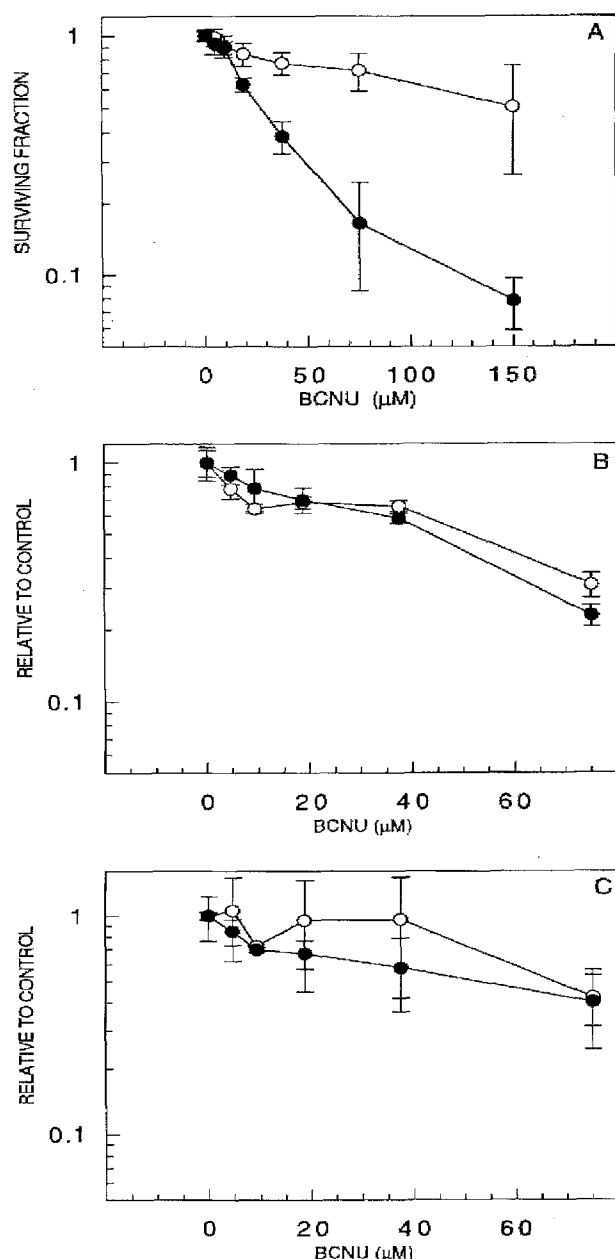 A
1
0.1
SURVIVING FRACTION
0 50 100 150
BCNU (μM)
B
1
0.1
RELATIVE TO CONTROL
0 20 40 60
BCNU (μM)
C
1
0.1
RELATIVE TO CONTROL
0 20 40 60
BCNU (μM)